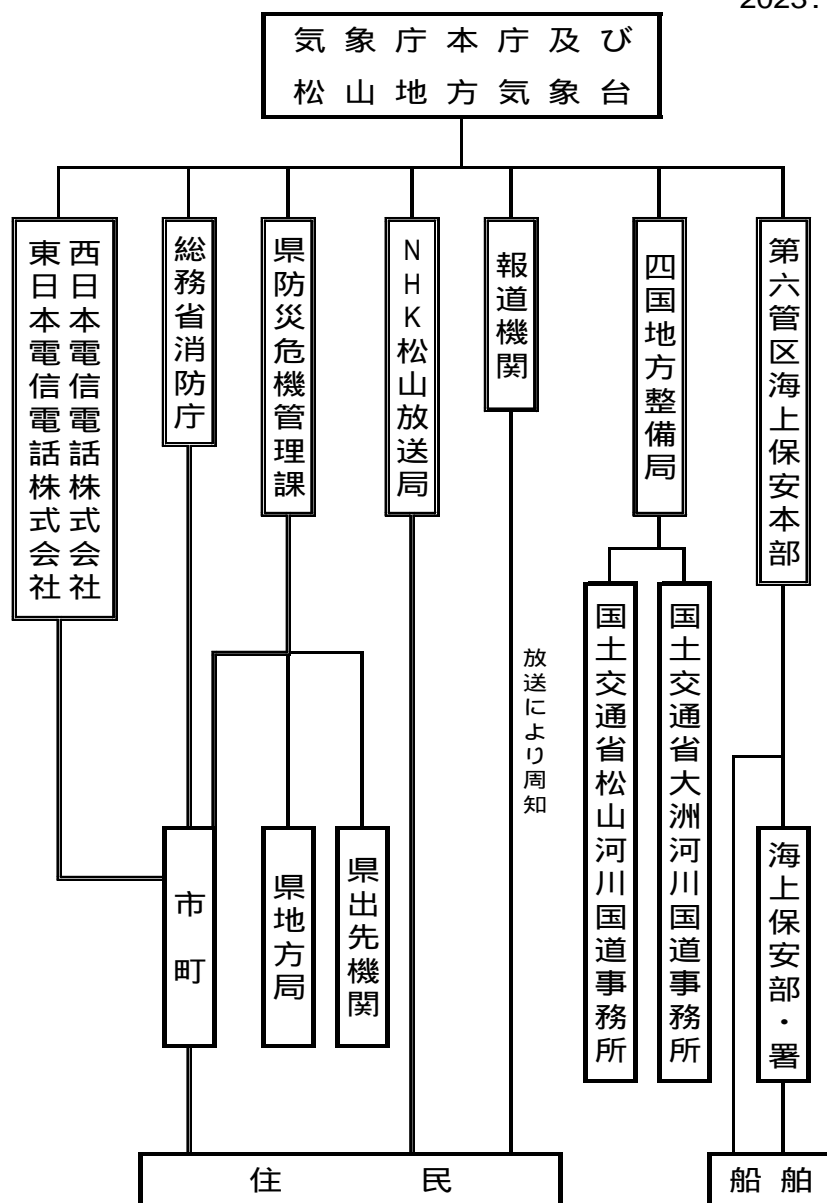 2023.
気象庁本庁及び
松山地方気象台
西日本電信電話株式会社
東日本電信電話株式会社
総務省消防庁
県防災危機管理課
NHK松山放送局
報道機関
四国地方整備局
第六管区海上保安本部
放送により周知
国土交通省松山河川国道事務所
国土交通省大洲河川国道事務所
市町
県地方局
県出先機関
海上保安部・署
住民
船舶